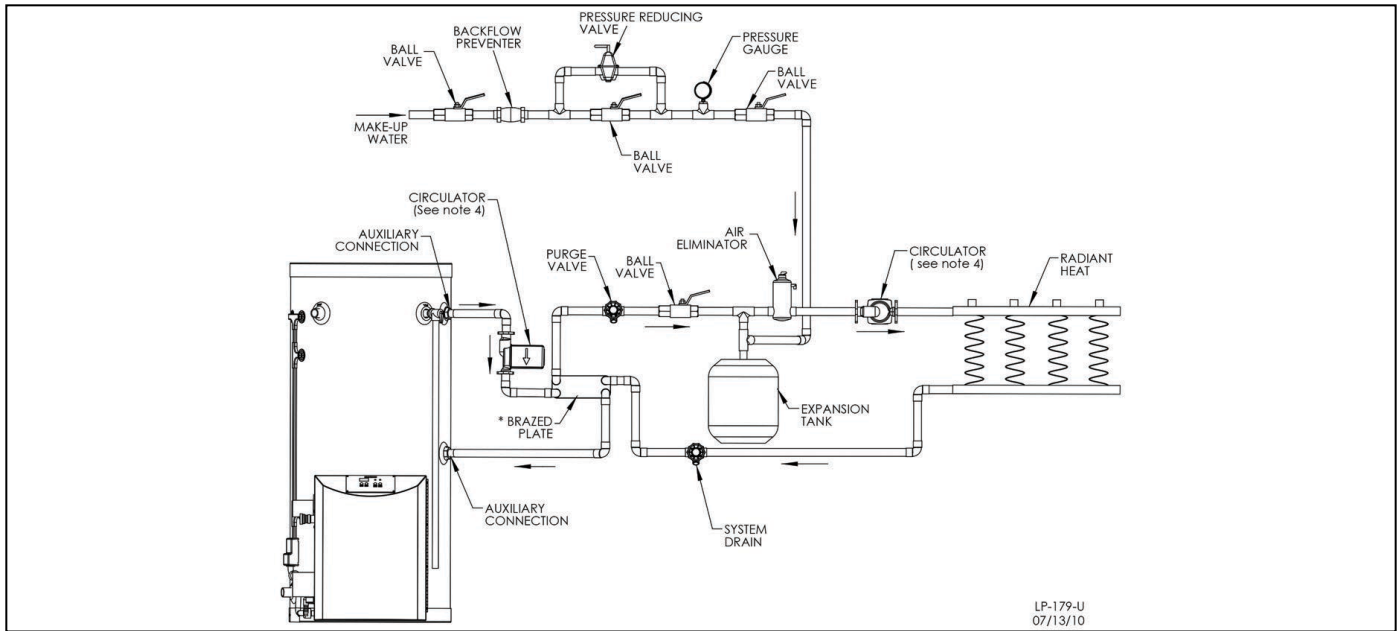 PRESSURE REDUCING
VALVE
BACKFLOW
PREVENTER
PRESSURE
GAUGE
BALL
VALVE
BALL
VALVE
MAKE-UP
WATER
BALL
VALVE
CIRCULATOR
(See note 4)
AUXILIARY
CONNECTION
AIR
ELIMINATOR
PURGE
VALVE
BALL
VALVE
CIRCULATOR
( see note 4)
RADIANT
HEAT
* BRAZED
PLATE
EXPANSION
TANK
AUXILIARY
CONNECTION
SYSTEM
DRAIN
LP-179-U
07/13/10